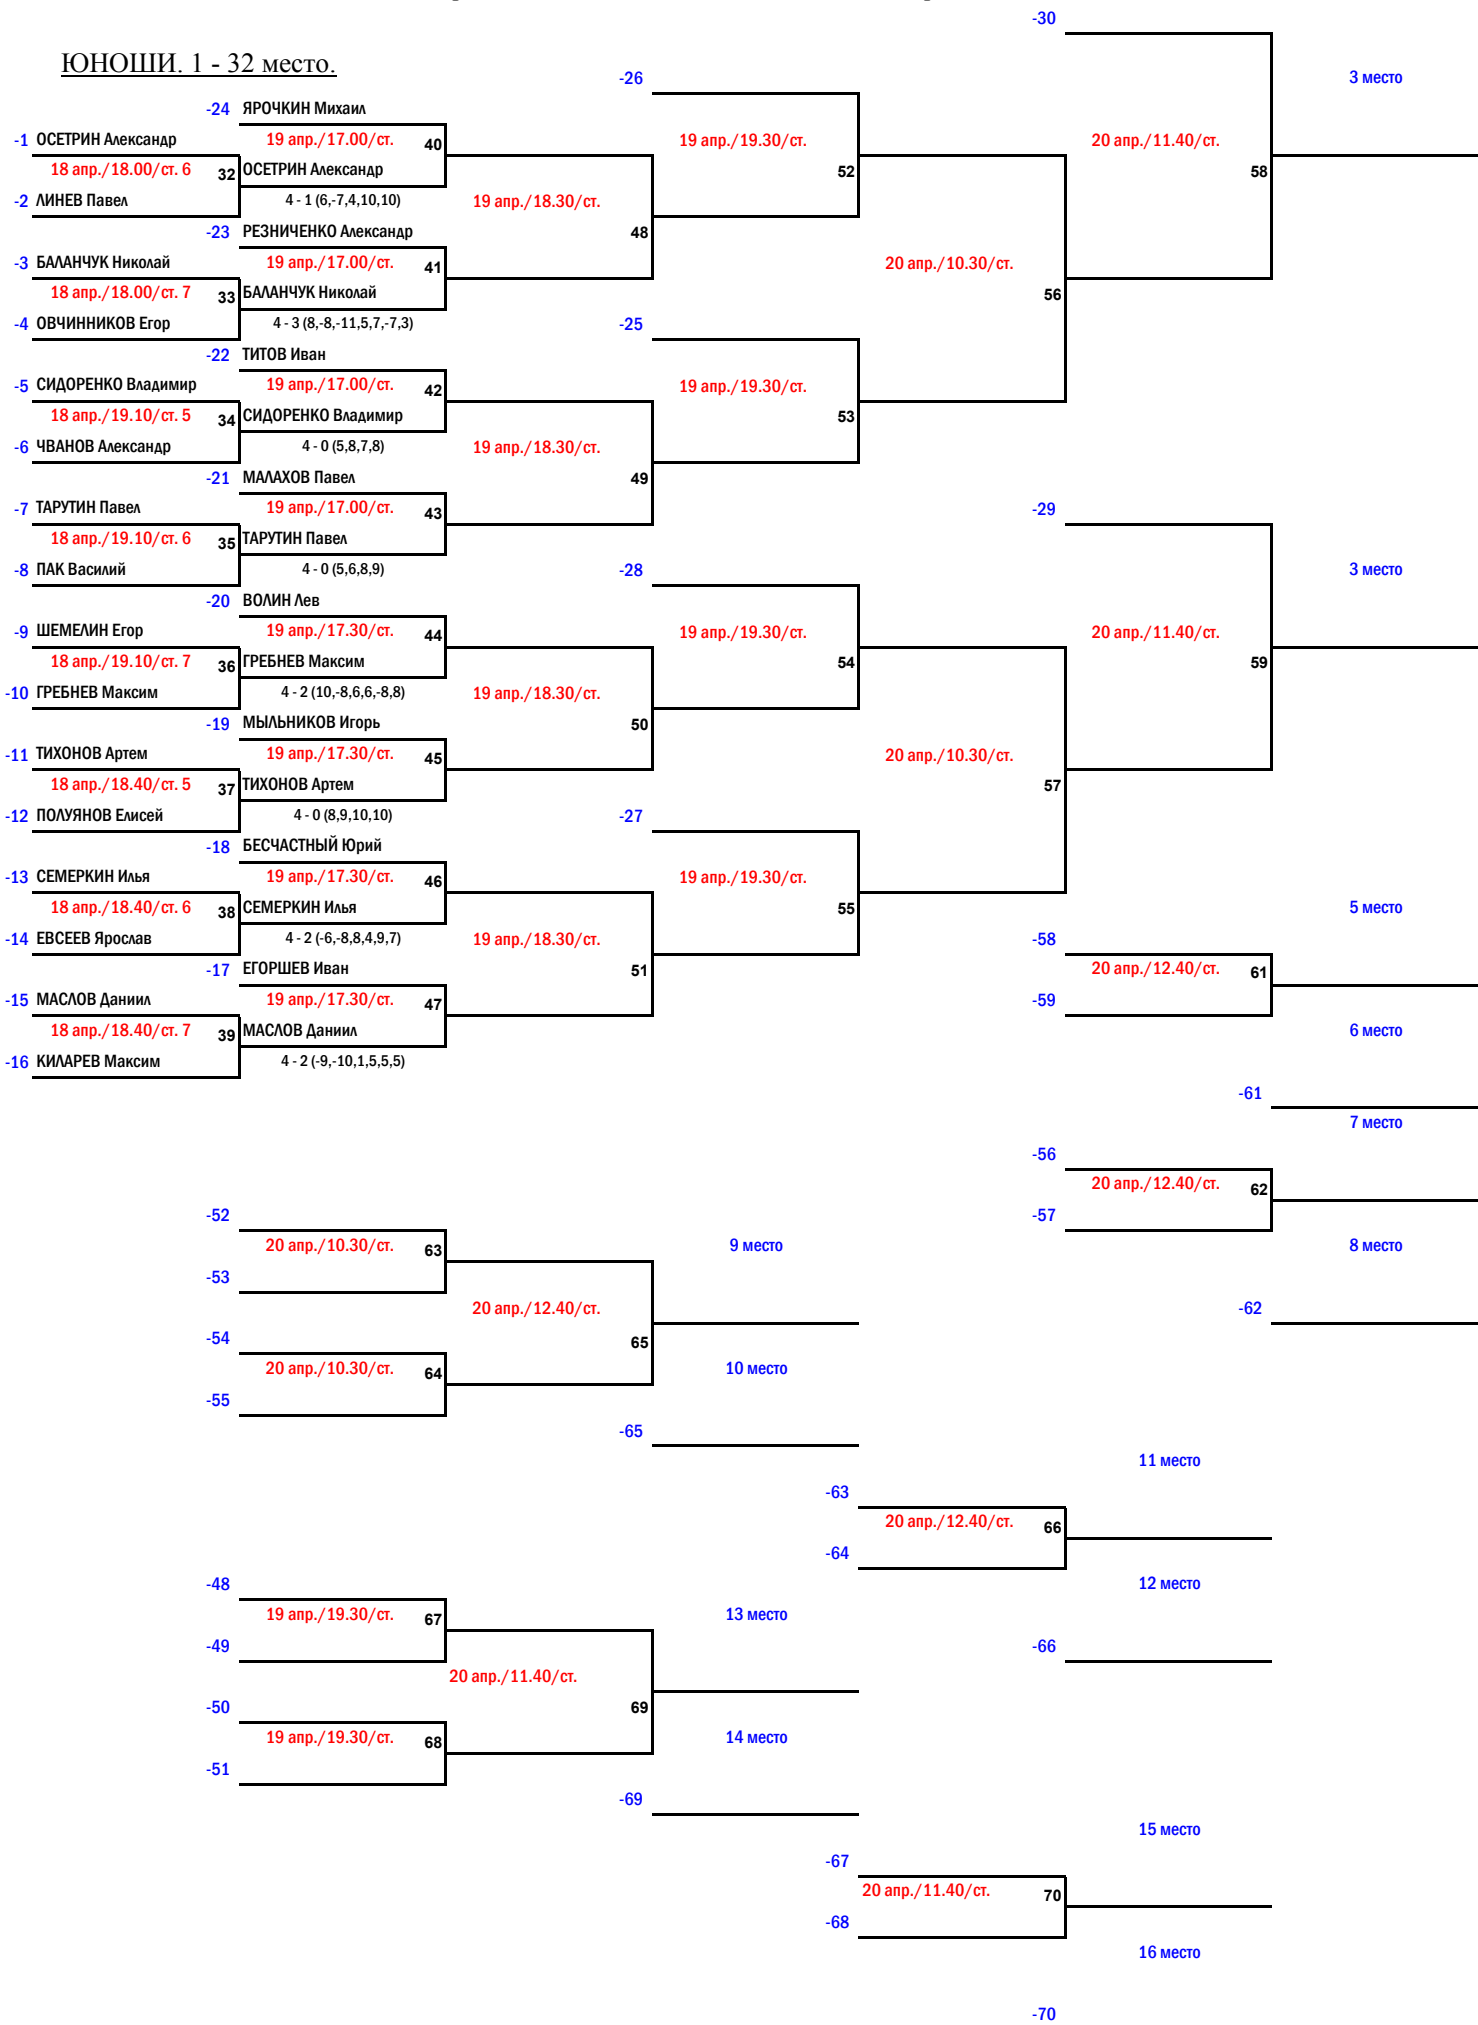 -30
ЮНОШИ. 1 - 32 место.
-26
3 место
-24 ЯРОЧКИН Михаил
-1 ОСЕТРИН Александр
19 апр./17.00/ст. 40
19 апр./19.30/ст.
20 апр./11.40/ст.
18 апр./18.00/ст. 6 32
ОСЕТРИН Александр
52
58
-2 ЛИНЕВ Павел
4 - 1 (6,-7,4,10,10)
19 апр./18.30/ст.
-23 РЕЗНИЧЕНКО Александр
48
-3 БАЛАНЧУК Николай
19 апр./17.00/ст. 41
20 апр./10.30/ст.
18 апр./18.00/ст. 7 33
БАЛАНЧУК Николай
56
-4 ОВЧИННИКОВ Егор
4 - 3 (8,-8,-11,5,7,-7,3)
-25
-22 ТИТОВ Иван
-5 СИДОРЕНКО Владимир
19 апр./17.00/ст. 42
19 апр./19.30/ст.
18 апр./19.10/ст. 5 34
СИДОРЕНКО Владимир
53
-6 ЧВАНОВ Александр
4 - 0 (5,8,7,8)
19 апр./18.30/ст.
-21 МАЛАХОВ Павел
49
-7 ТАРУТИН Павел
19 апр./17.00/ст. 43
-29
18 апр./19.10/ст. 6 35
ТАРУТИН Павел
-8 ПАК Василий
4 - 0 (5,6,8,9)
-28
3 место
-20 ВОЛИН Лев
-9 ШЕМЕЛИН Егор
19 апр./17.30/ст. 44
19 апр./19.30/ст.
20 апр./11.40/ст.
18 апр./19.10/ст. 7 36
ГРЕБНЕВ Максим
54
59
-10 ГРЕБНЕВ Максим
4 - 2 (10,-8,6,6,-8,8)
19 апр./18.30/ст.
-19 МЫЛЬНИКОВ Игорь
50
-11 ТИХОНОВ Артем
19 апр./17.30/ст. 45
20 апр./10.30/ст.
18 апр./18.40/ст. 5 37
ТИХОНОВ Артем
57
-12 ПОЛУЯНОВ Елисей
4 - 0 (8,9,10,10)
-27
-18 БЕСЧАСТНЫЙ Юрий
-13 СЕМЕРКИН Илья
19 апр./17.30/ст. 46
19 апр./19.30/ст.
18 апр./18.40/ст. 6 38
СЕМЕРКИН Илья
55
5 место
-14 ЕВСЕЕВ Ярослав
4 - 2 (-6,-8,8,4,9,7)
19 апр./18.30/ст.
-58
-17 ЕГОРШЕВ Иван
51
20 апр./12.40/ст. 61
-15 МАСЛОВ Даниил
19 апр./17.30/ст. 47
-59
18 апр./18.40/ст. 7 39
МАСЛОВ Даниил
6 место
-16 КИЛАРЕВ Максим
4 - 2 (-9,-10,1,5,5,5)
-61
7 место
-56
20 апр./12.40/ст. 62
-52
-57
20 апр./10.30/ст. 63
9 место
8 место
-53
20 апр./12.40/ст.
-62
-54
65
20 апр./10.30/ст. 64
10 место
-55
-65
11 место
-63
20 апр./12.40/ст. 66
-64
-48
12 место
19 апр./19.30/ст. 67
13 место
-49
-66
20 апр./11.40/ст.
-50
69
19 апр./19.30/ст. 68
14 место
-51
-69
15 место
-67
20 апр./11.40/ст. 70
-68
16 место
-70